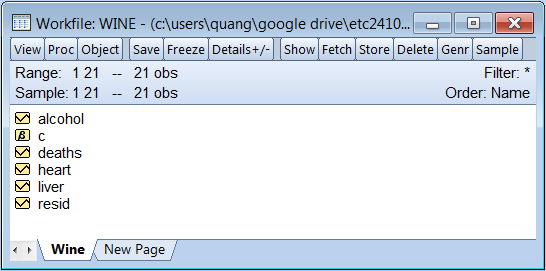 Workfile: WINE - (c:\users\quang\google drive\etc2410...
View Proc Object Save Freeze Details+/- Show Fetch Store Delete Genr Sample
Range: 1 21 -- 21 obs Filter: *
Sample: 1 21 -- 21 obs Order: Name
alcohol
β c
deaths
heart
liver
resid
Wine New Page